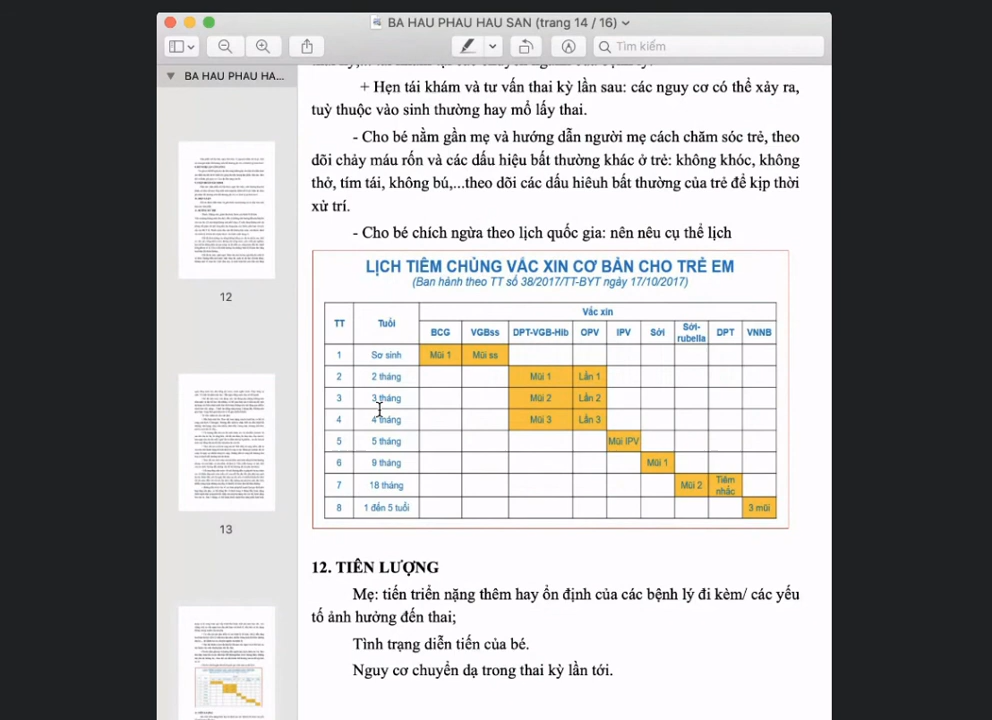 BA HAU PHAU HAU SAN (trang 14 / 16)
Tìm kiếm
BA HAU PHAU HA...
12
13
+ Hẹn tái khám và tư vấn thai kỳ lần sau: các nguy cơ có thể xảy ra,
tuỳ thuộc vào sinh thường hay mổ lấy thai.
- Cho bé nằm gần mẹ và hướng dẫn người mẹ cách chăm sóc trẻ, theo
dõi chảy máu rốn và các dấu hiệu bất thường khác ở trẻ: không khóc, không
thở, tím tái, không bú,...theo dõi các dấu hiêuh bất thường của trẻ để kịp thời
xử trí.
- Cho bé chích ngừa theo lịch quốc gia: nên nêu cụ thể lịch
LỊCH TIÊM CHỦNG VẮC XIN CƠ BẢN CHO TRẺ EM
(Ban hành theo TT số 38/2017/TT-BYT ngày 17/10/2017)
TT Tuổi Vắc xin
BCG VGBss DPT-VGB-Hib OPV IPV Sởi Sởi-rubella DPT VNNB
1 Sơ sinh Mũi 1 Mũi ss
2 2 tháng Mũi 1 Lần 1
3 3 tháng Mũi 2 Lần 2
4 4 tháng Mũi 3 Lần 3
5 5 tháng Mũi IPV
6 9 tháng Mũi 1
7 18 tháng Mũi 2 Tiêm nhắc
8 1 đến 5 tuổi 3 mũi
12. TIÊN LƯỢNG
Mẹ: tiến triển nặng thêm hay ổn định của các bệnh lý đi kèm/ các yếu
tố ảnh hưởng đến thai;
Tình trạng diễn tiến của bé.
Nguy cơ chuyển dạ trong thai kỳ lần tới.